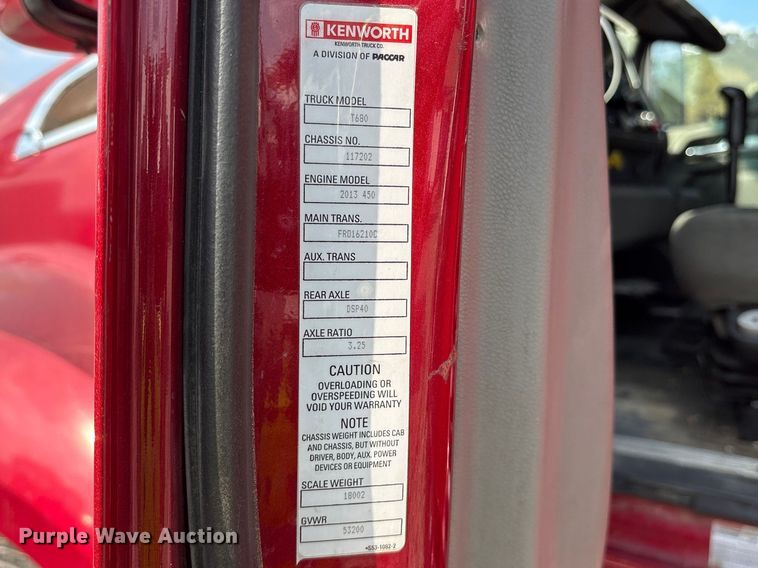 KENWORTH
KENWORTH TRUCK CO.
A DIVISION OF PACCAR
TRUCK MODEL
T680
CHASSIS NO.
117202
ENGINE MODEL
2013 450
MAIN TRANS.
FRO16210C
AUX. TRANS
REAR AXLE
DSP40
AXLE RATIO
3.25
CAUTION
OVERLOADING OR
OVERSPEEDING WILL
VOID YOUR WARRANTY
NOTE
CHASSIS WEIGHT INCLUDES CAB
AND CHASSIS, BUT WITHOUT
DRIVER, BODY, AUX. POWER
DEVICES OR EQUIPMENT
SCALE WEIGHT
18002
GVWR
53200
Purple Wave Auction